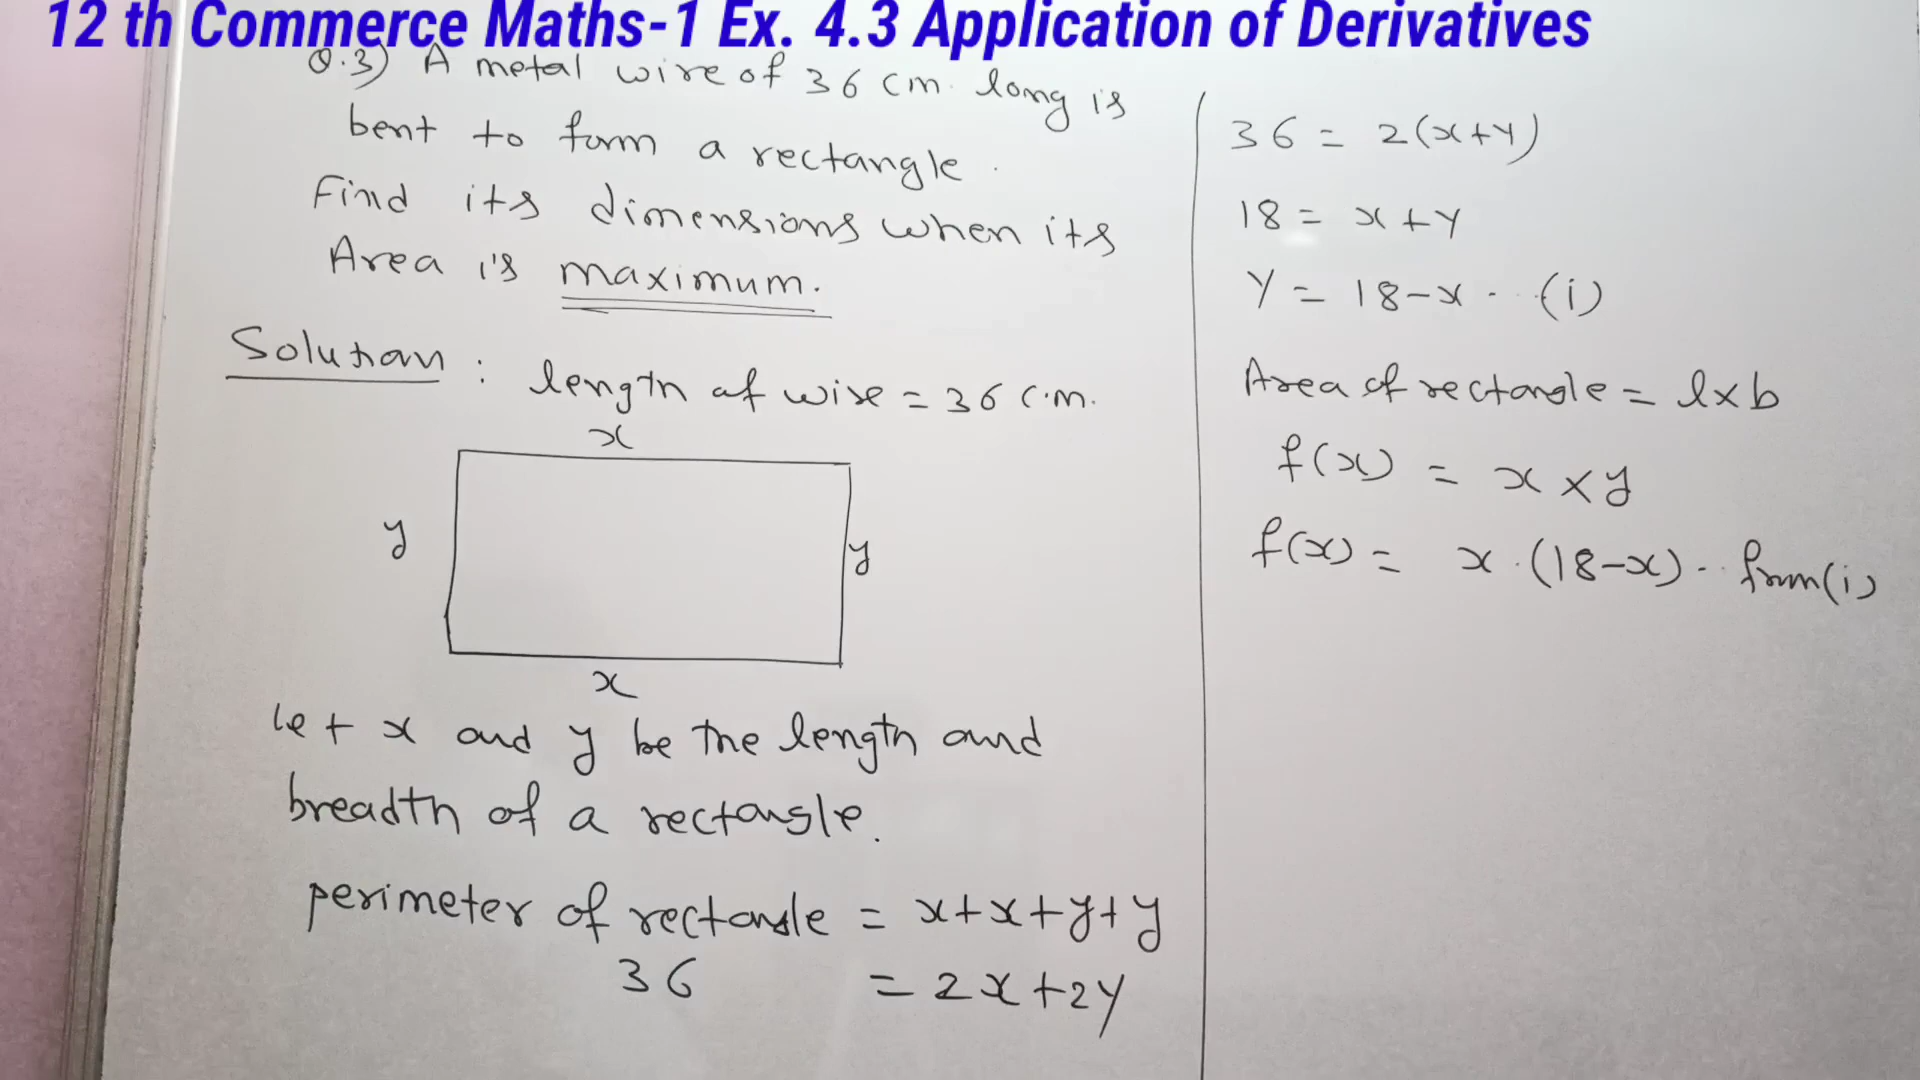 12 th Commerce Maths-1 Ex. 4.3 Application of Derivatives
Q.3) A metal wire of 36 cm. long is
bent to form a rectangle.
Find its dimensions when its
Area is maximum.
Solution : length of wire = 36 c.m.
x
y
y
x
let x and y be the length and
breadth of a rectangle.
perimeter of rectangle = x+x+y+y
36 = 2x+2y
36 = 2(x+y)
18 = x+y
y = 18-x . .. (i)
Area of rectangle = l×b
f(x) = x × y
f(x) = x .(18-x) - .. from (i)